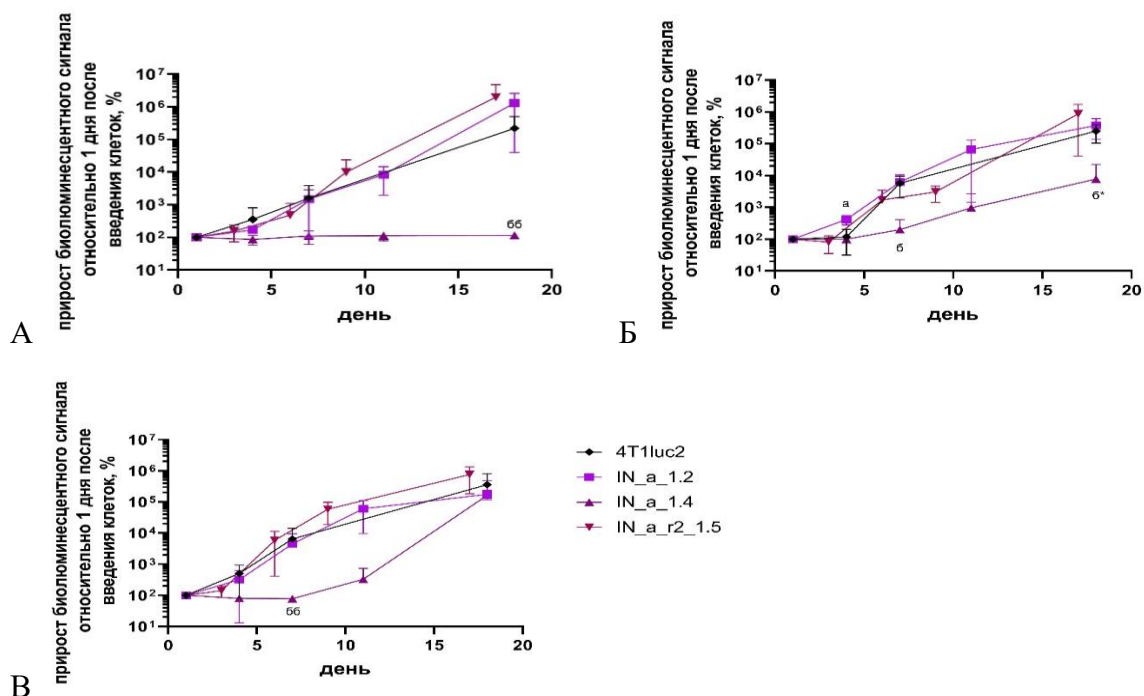 прирост биолюминесцентного сигнала
относительно 1 дня после
введения клеток, %
10⁷
10⁶
10⁵
10⁴
10³
10²
10¹
бб
0
5
10
15
20
день
А
прирост биолюминесцентного сигнала
относительно 1 дня после
введения клеток, %
10⁷
10⁶
10⁵
10⁴
10³
10²
10¹
а
б
б*
0
5
10
15
20
день
Б
прирост биолюминесцентного сигнала
относительно 1 дня после
введения клеток, %
10⁷
10⁶
10⁵
10⁴
10³
10²
10¹
бб
0
5
10
15
20
день
В
4T1luc2
IN_a_1.2
IN_a_1.4
IN_a_r2_1.5